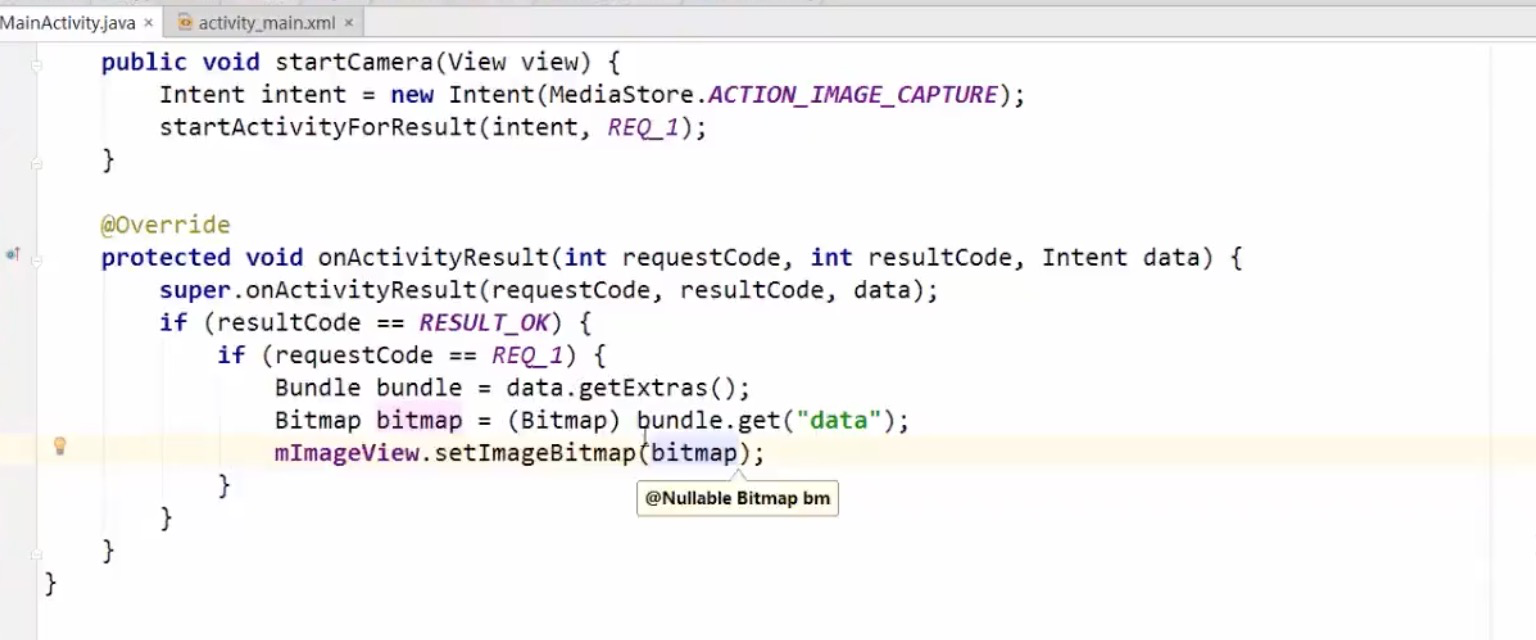 MainActivity.java × activity_main.xml ×
public void startCamera(View view) {
Intent intent = new Intent(MediaStore.ACTION_IMAGE_CAPTURE);
startActivityForResult(intent, REQ_1);
}
@Override
protected void onActivityResult(int requestCode, int resultCode, Intent data) {
super.onActivityResult(requestCode, resultCode, data);
if (resultCode == RESULT_OK) {
if (requestCode == REQ_1) {
Bundle bundle = data.getExtras();
Bitmap bitmap = (Bitmap) bundle.get("data");
mImageView.setImageBitmap(bitmap);
}
@Nullable Bitmap bm
}
}
}